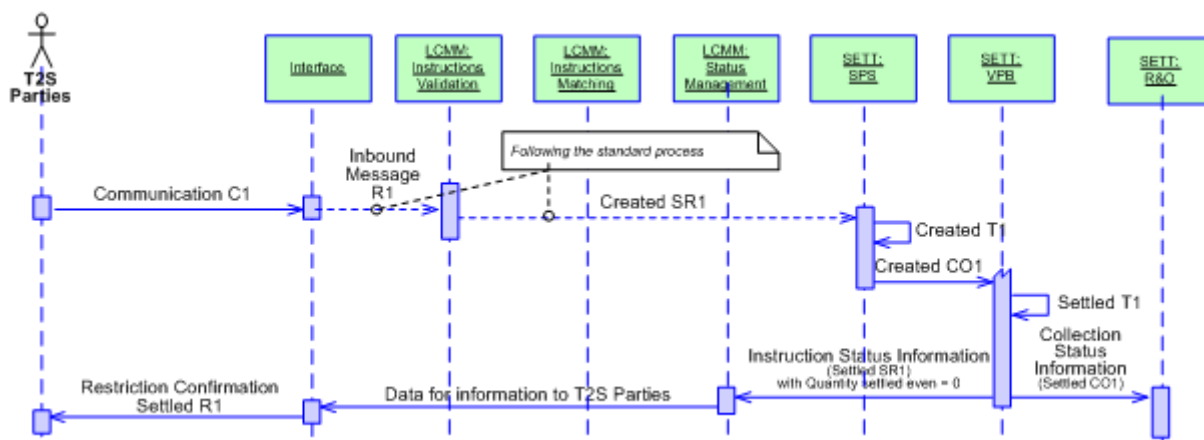 T2S
Parties
Interface
LCMM:
Instructions
Validation
LCMM:
Instructions
Matching
LCMM:
Status
Management
SETT:
SPS
SETT:
VPB
SETT:
R&O
Following the standard process
Communication C1
Inbound
Message
R1
Created SR1
Created T1
Created CO1
Settled T1
Instruction Status Information
(Settled SR1)
with Quantity settled even = 0
Collection
Status
Information
(Settled CO1)
Data for information to T2S Parties
Restriction Confirmation
Settled R1